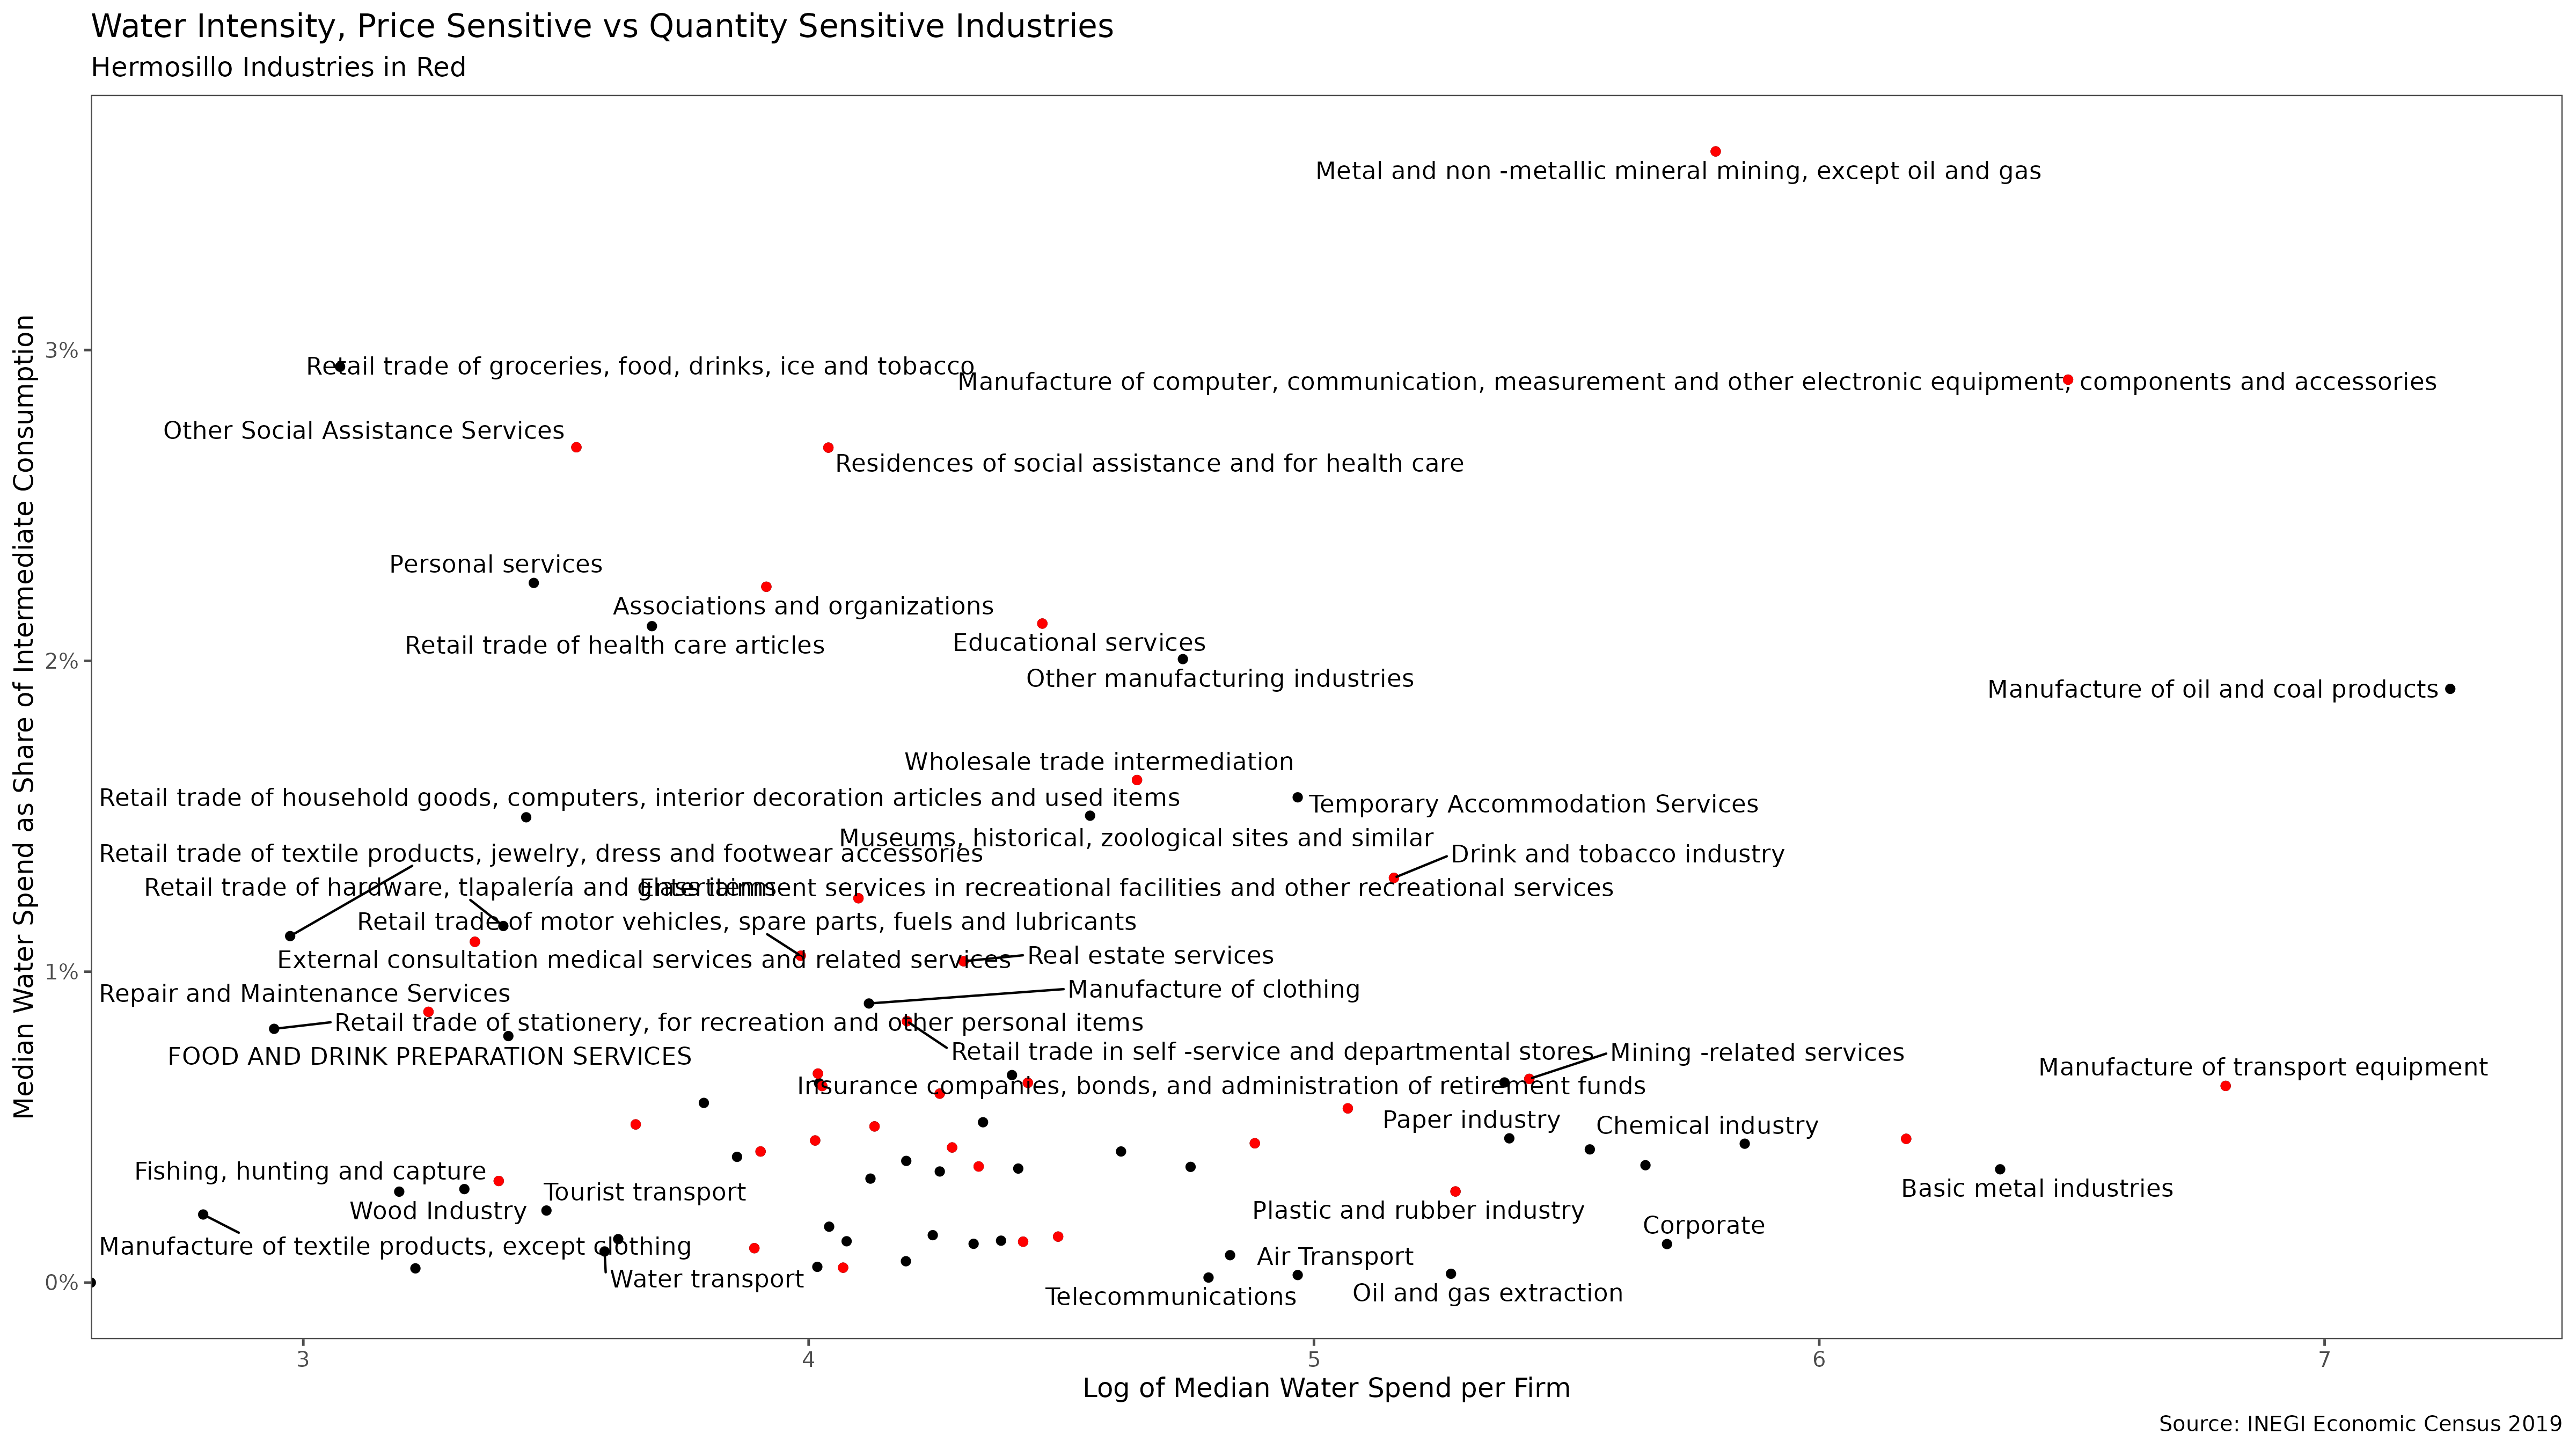 Water Intensity, Price Sensitive vs Quantity Sensitive Industries
Hermosillo Industries in Red
Median Water Spend as Share of Intermediate Consumption
Metal and non -metallic mineral mining, except oil and gas
3%
Retail trade of groceries, food, drinks, ice and tobacco
Manufacture of computer, communication, measurement and other electronic equipment, components and accessories
Other Social Assistance Services
Residences of social assistance and for health care
Personal services
Associations and organizations
Retail trade of health care articles
Educational services
2%
Other manufacturing industries
Manufacture of oil and coal products
Wholesale trade intermediation
Retail trade of household goods, computers, interior decoration articles and used items
Temporary Accommodation Services
Museums, historical, zoological sites and similar
Retail trade of textile products, jewelry, dress and footwear accessories
Drink and tobacco industry
Retail trade of hardware, tlapalería and glass items
Entertainment services in recreational facilities and other recreational services
Retail trade of motor vehicles, spare parts, fuels and lubricants
External consultation medical services and related services
Real estate services
1%
Manufacture of clothing
Repair and Maintenance Services
Retail trade of stationery, for recreation and other personal items
FOOD AND DRINK PREPARATION SERVICES
Retail trade in self -service and departmental stores
Mining -related services
Manufacture of transport equipment
Insurance companies, bonds, and administration of retirement funds
Paper industry
Chemical industry
Fishing, hunting and capture
Tourist transport
Basic metal industries
Wood Industry
Plastic and rubber industry
Corporate
Manufacture of textile products, except clothing
Air Transport
Water transport
0%
Telecommunications
Oil and gas extraction
3
4
5
6
7
Log of Median Water Spend per Firm
Source: INEGI Economic Census 2019